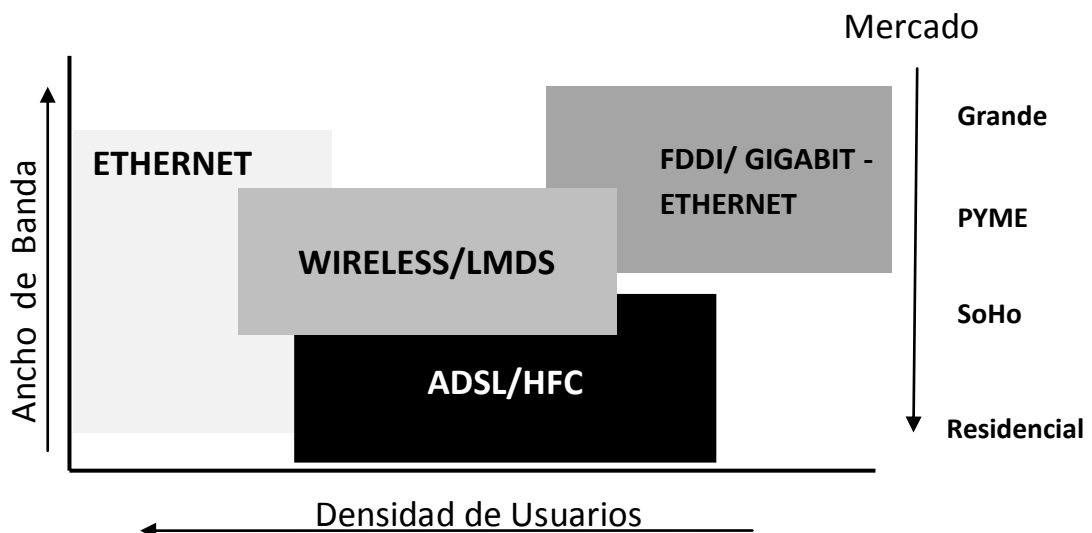 Mercado
Ancho de Banda
ETHERNET
WIRELESS/LMDS
ADSL/HFC
FDDI/ GIGABIT -
ETHERNET
Grande
PYME
SoHo
Residencial
Densidad de Usuarios